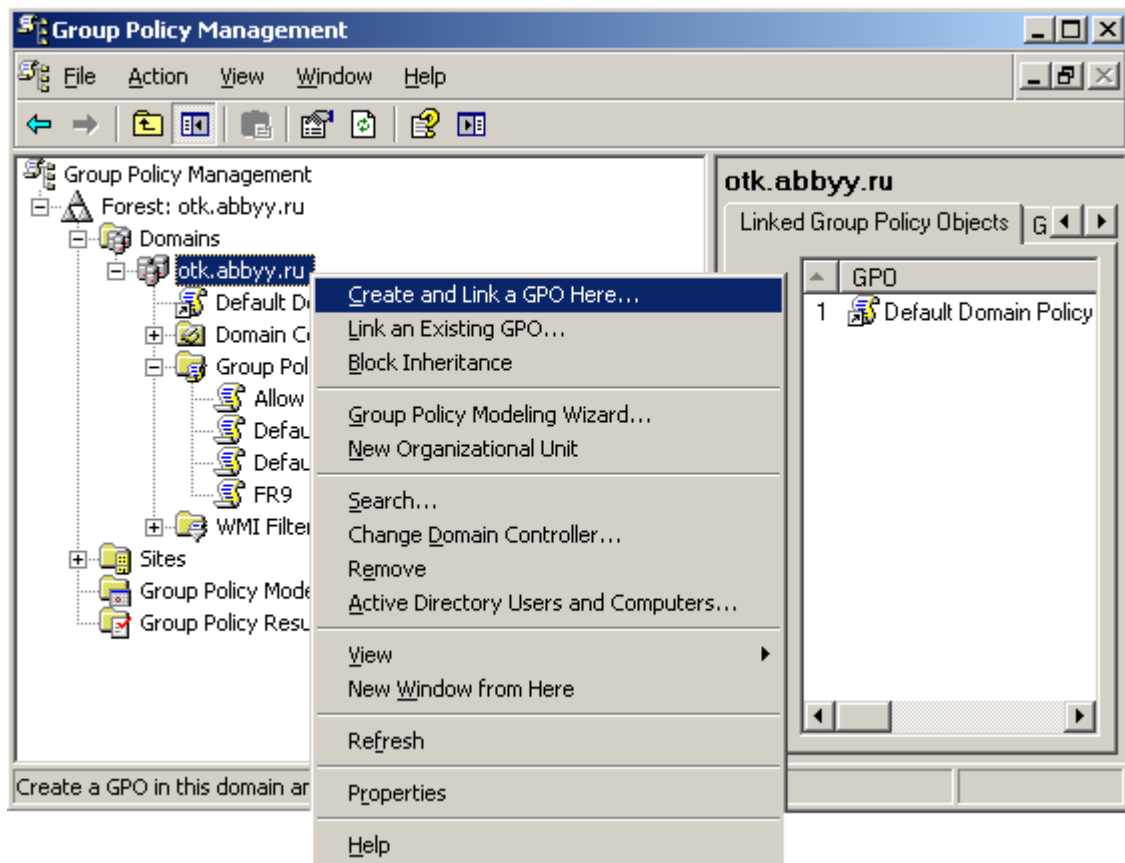 Group Policy Management
File Action View Window Help
Group Policy Management
Forest: otk.abbyy.ru
Domains
otk.abbyy.ru
Default D
Domain C
Group Pol
Allow
Defau
Defau
FR9
WMI Filter
Sites
Group Policy Mode
Group Policy Resu
Create and Link a GPO Here...
Link an Existing GPO...
Block Inheritance
Group Policy Modeling Wizard...
New Organizational Unit
Search...
Change Domain Controller...
Remove
Active Directory Users and Computers...
View
New Window from Here
Refresh
Properties
Help
otk.abbyy.ru
Linked Group Policy Objects G
GPO
1 Default Domain Policy
Create a GPO in this domain an